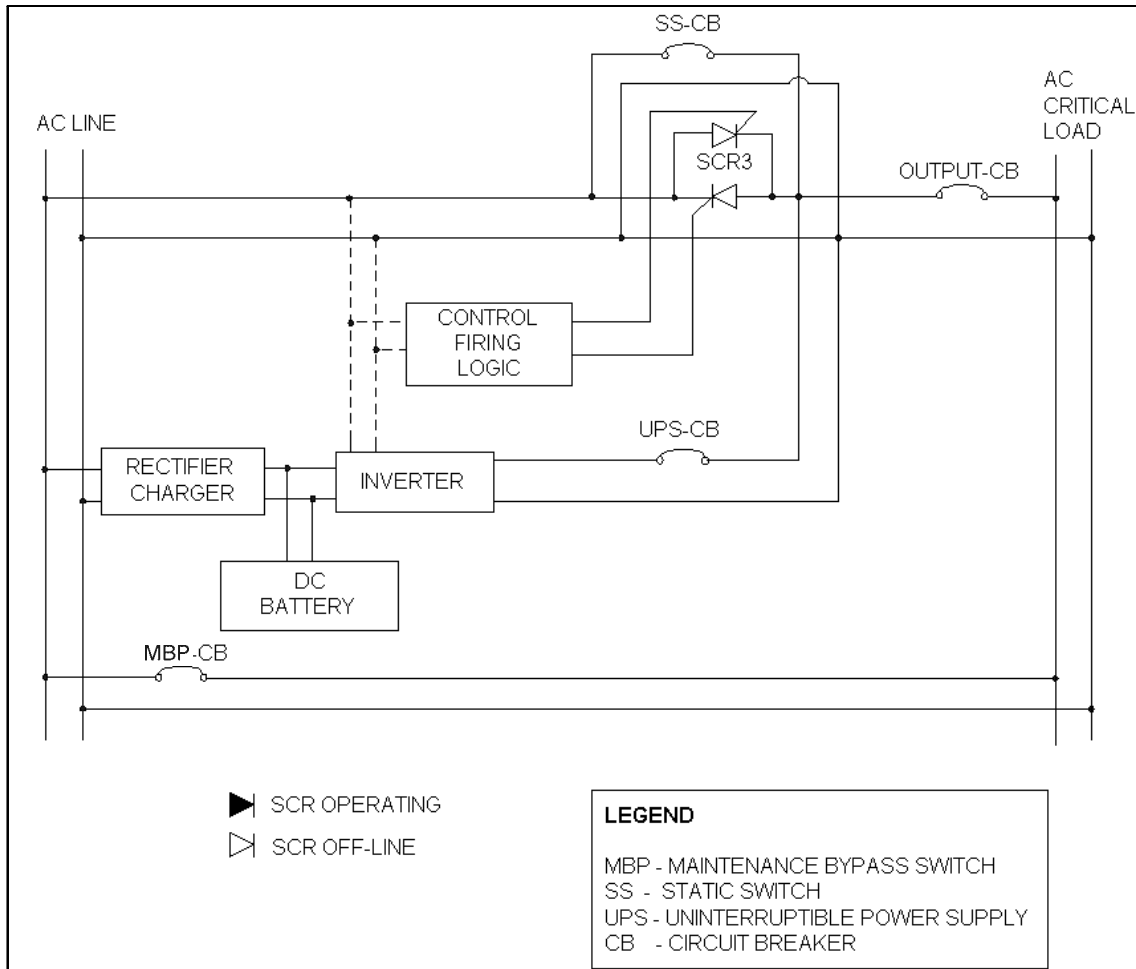 SS-CB
AC LINE
AC
CRITICAL
LOAD
SCR3
OUTPUT-CB
CONTROL
FIRING
LOGIC
UPS-CB
RECTIFIER
CHARGER
INVERTER
DC
BATTERY
MBP-CB
SCR OPERATING
SCR OFF-LINE
LEGEND
MBP - MAINTENANCE BYPASS SWITCH
SS - STATIC SWITCH
UPS - UNINTERRUPTIBLE POWER SUPPLY
CB - CIRCUIT BREAKER